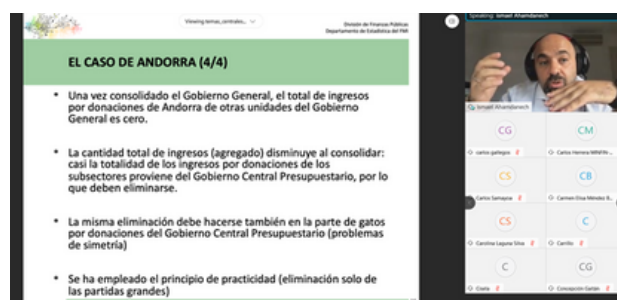 Viewing temas_centrales_
División de Finanzas Públicas
Departamento de Estadística del FMI
Speaking: Ismael Ahamdanech
EL CASO DE ANDORRA (4/4)
• Una vez consolidado el Gobierno General, el total de ingresos
por donaciones de Andorra de otras unidades del Gobierno
General es cero.
• La cantidad total de ingresos (agregado) disminuye al consolidar:
casi la totalidad de los ingresos por donaciones de los
subsectores proviene del Gobierno Central Presupuestario, por lo
que deben eliminarse.
• La misma eliminación debe hacerse también en la parte de gatos
por donaciones del Gobierno Central Presupuestario (problemas
de simetría)
• Se ha empleado el principio de practicidad (eliminación solo de
las partidas grandes)
Ismael Ahamdanech
CG
CM
carlos gallegos
Carlos Herrera MINFIN ...
CS
CB
Carlos Samayoa
Carmen Elisa Méndez B...
CS
C
Carolina Laguna Silva
Carrillo
C
CG
Concepción Gaitán